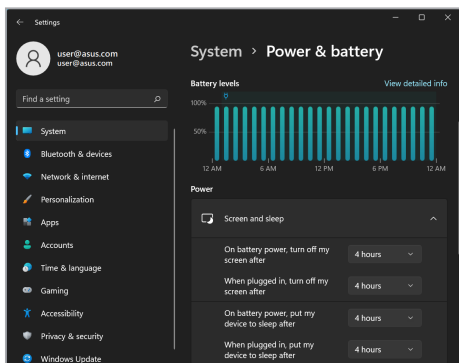 Settings
user@asus.com
user@asus.com
Find a setting
System
Bluetooth & devices
Network & internet
Personalization
Apps
Accounts
Time & language
Gaming
Accessibility
Privacy & security
Windows Update
System > Power & battery
Battery levels
View detailed info
100%
50%
12 AM 6 AM 12 PM 6 PM 12 AM
Power
Screen and sleep
On battery power, turn off my
screen after
4 hours
When plugged in, turn off my
screen after
4 hours
On battery power, put my
device to sleep after
4 hours
When plugged in, put my
device to sleep after
4 hours